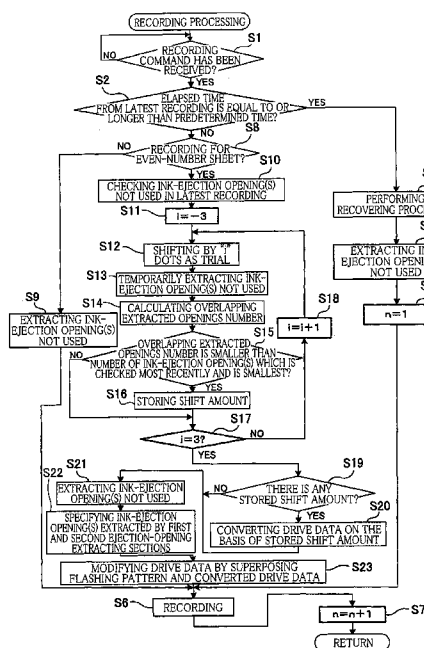 RECORDING PROCESSING
S1
RECORDING
COMMAND HAS BEEN
RECEIVED?
NO
YES
S2
ELAPSED TIME
FROM LATEST RECORDING IS EQUAL TO OR
LONGER THAN PREDETERMINED TIME?
YES
NO
S8
RECORDING FOR
EVEN-NUMBER SHEET?
NO
YES
S10
CHECKING INK-EJECTION OPENING(S)
NOT USED IN LATEST RECORDING
PERFORMING
S11
i=-3
S12
SHIFTING BY "i"
DOTS AS TRIAL
S13
TEMPORARILY EXTRACTING INK-
EJECTION OPENING(S) NOT USED
NOT USED
S14
CALCULATING OVERLAPPING
EXTRACTED OPENINGS NUMBER
S18
i=i+1
n=1
S9
EXTRACTING INK-
EJECTION OPENING(S)
NOT USED
S15
OVERLAPPING EXTRACTED
OPENINGS NUMBER IS SMALLER THAN
NUMBER OF INK-EJECTION OPENING(S) WHICH IS
CHECKED MOST RECENTLY AND IS SMALLEST?
NO
YES
S16
STORING SHIFT AMOUNT
S17
i=3?
NO
YES
S19
THERE IS ANY
STORED SHIFT AMOUNT?
NO
YES
S20
CONVERTING DRIVE DATA ON THE
BASIS OF STORED SHIFT AMOUNT
S21
EXTRACTING INK-EJECTION
OPENING(S) NOT USED
S22
SPECIFYING INK-EJECTION
OPENING(S) EXTRACTED BY FIRST
AND SECOND EJECTION-OPENING
EXTRACTING SECTIONS
S23
MODIFYING DRIVE DATA BY SUPERPOSING
FLASHING PATTERN AND CONVERTED DRIVE DATA
S6
RECORDING
S7
n=n+1
RETURN